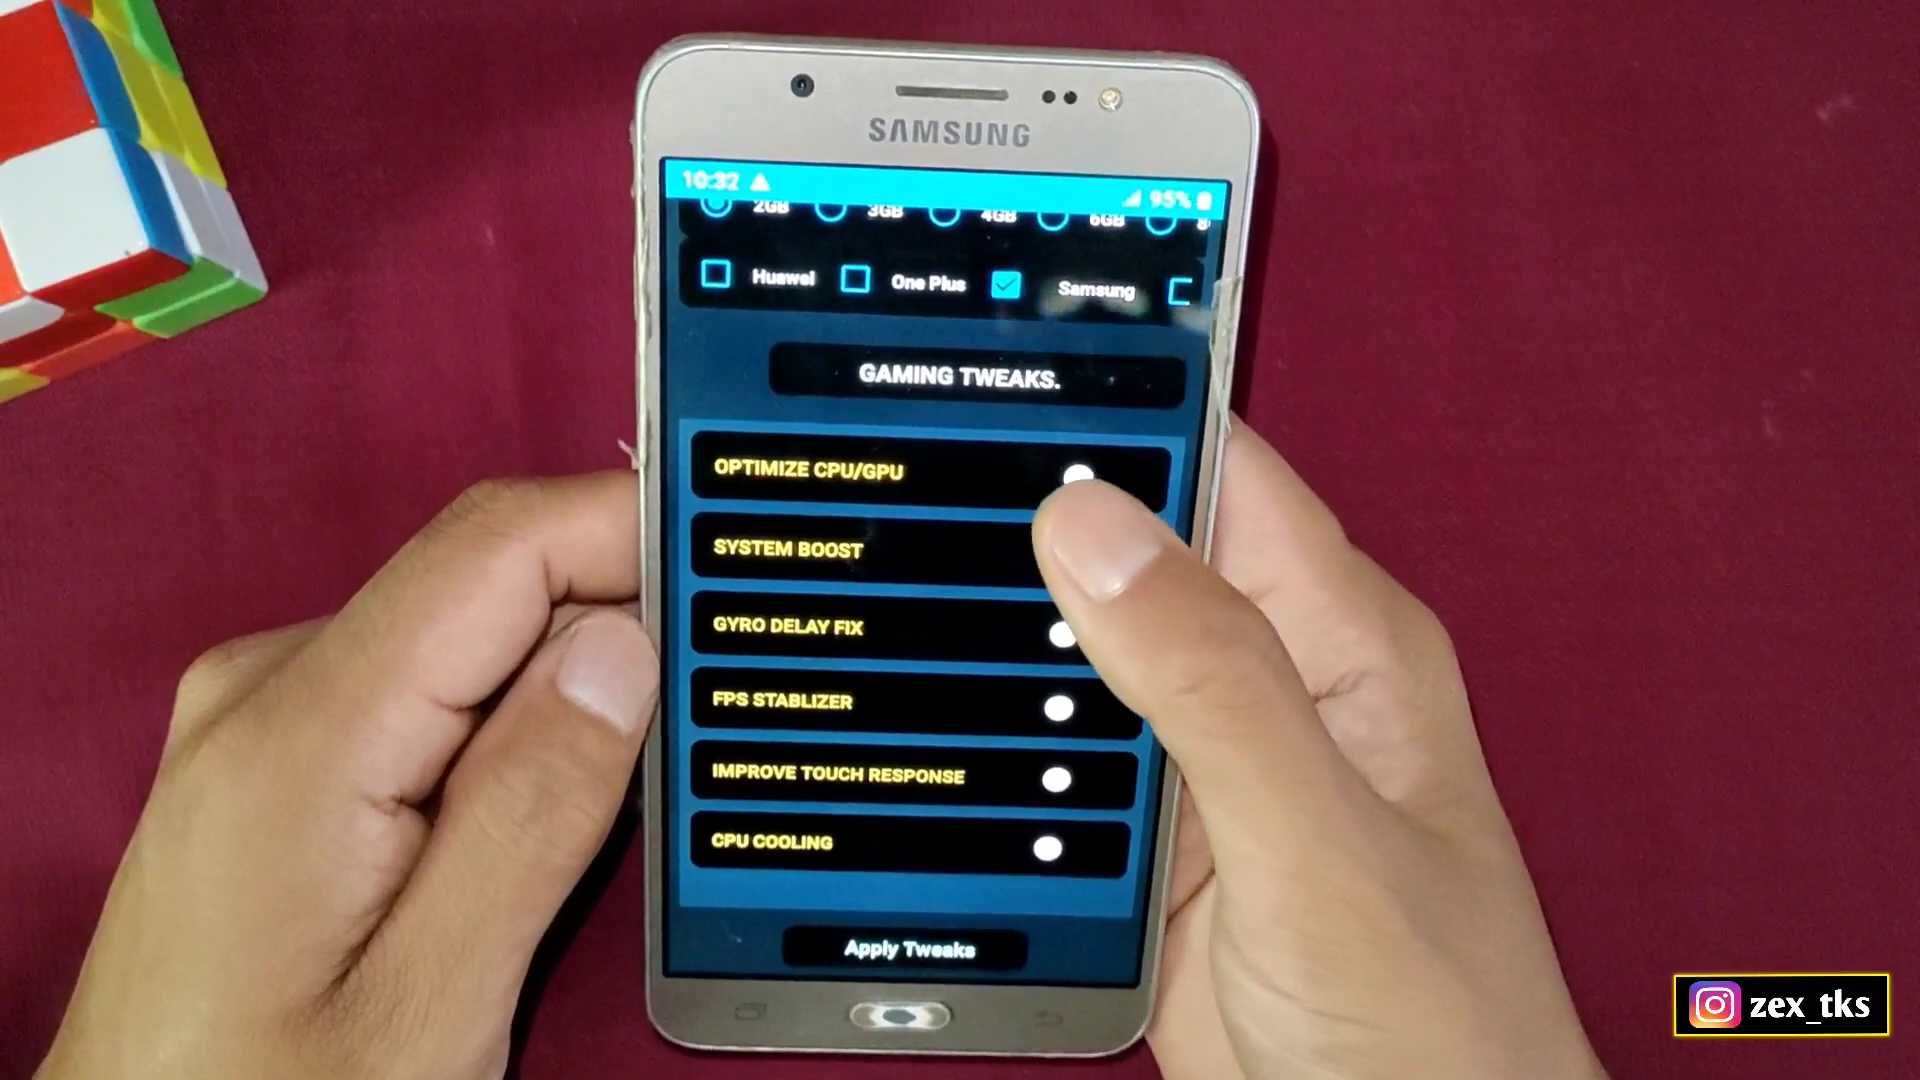 SAMSUNG
10:32 95%
2GB 3GB 4GB 6GB 8
Huawei One Plus Samsung
GAMING TWEAKS.
OPTIMIZE CPU/GPU
SYSTEM BOOST
GYRO DELAY FIX
FPS STABLIZER
IMPROVE TOUCH RESPONSE
CPU COOLING
Apply Tweaks
zex_tks